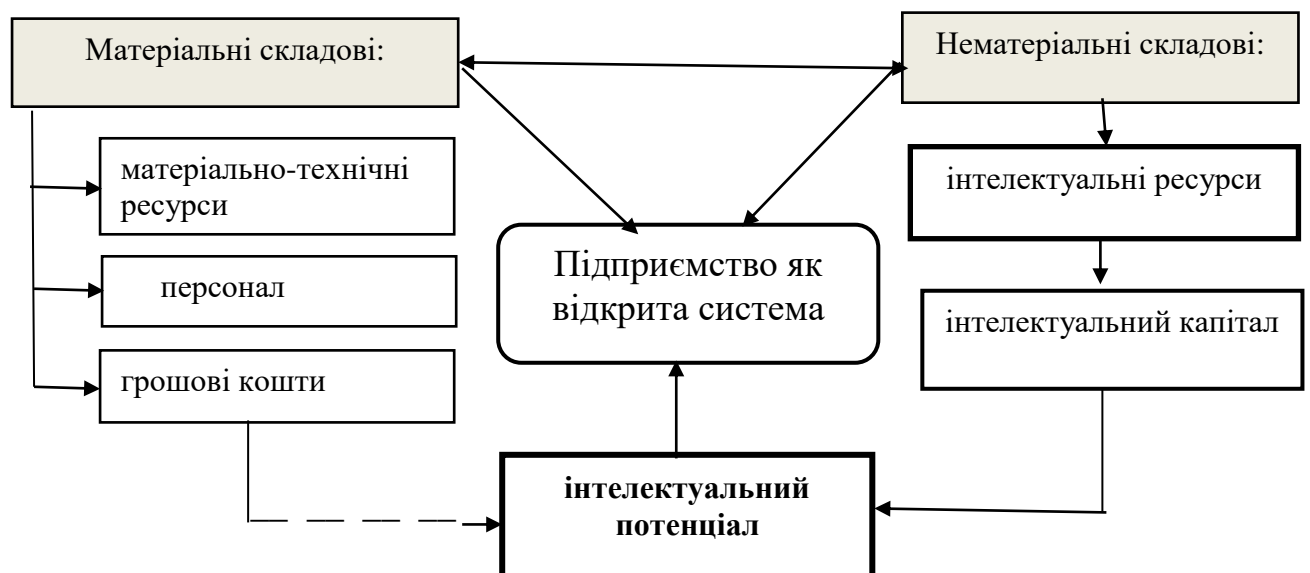 Матеріальні складові:
Нематеріальні складові:
матеріально-технічні
ресурси
персонал
грошові кошти
Підприємство як
відкрита система
інтелектуальні ресурси
інтелектуальний капітал
інтелектуальний
потенціал